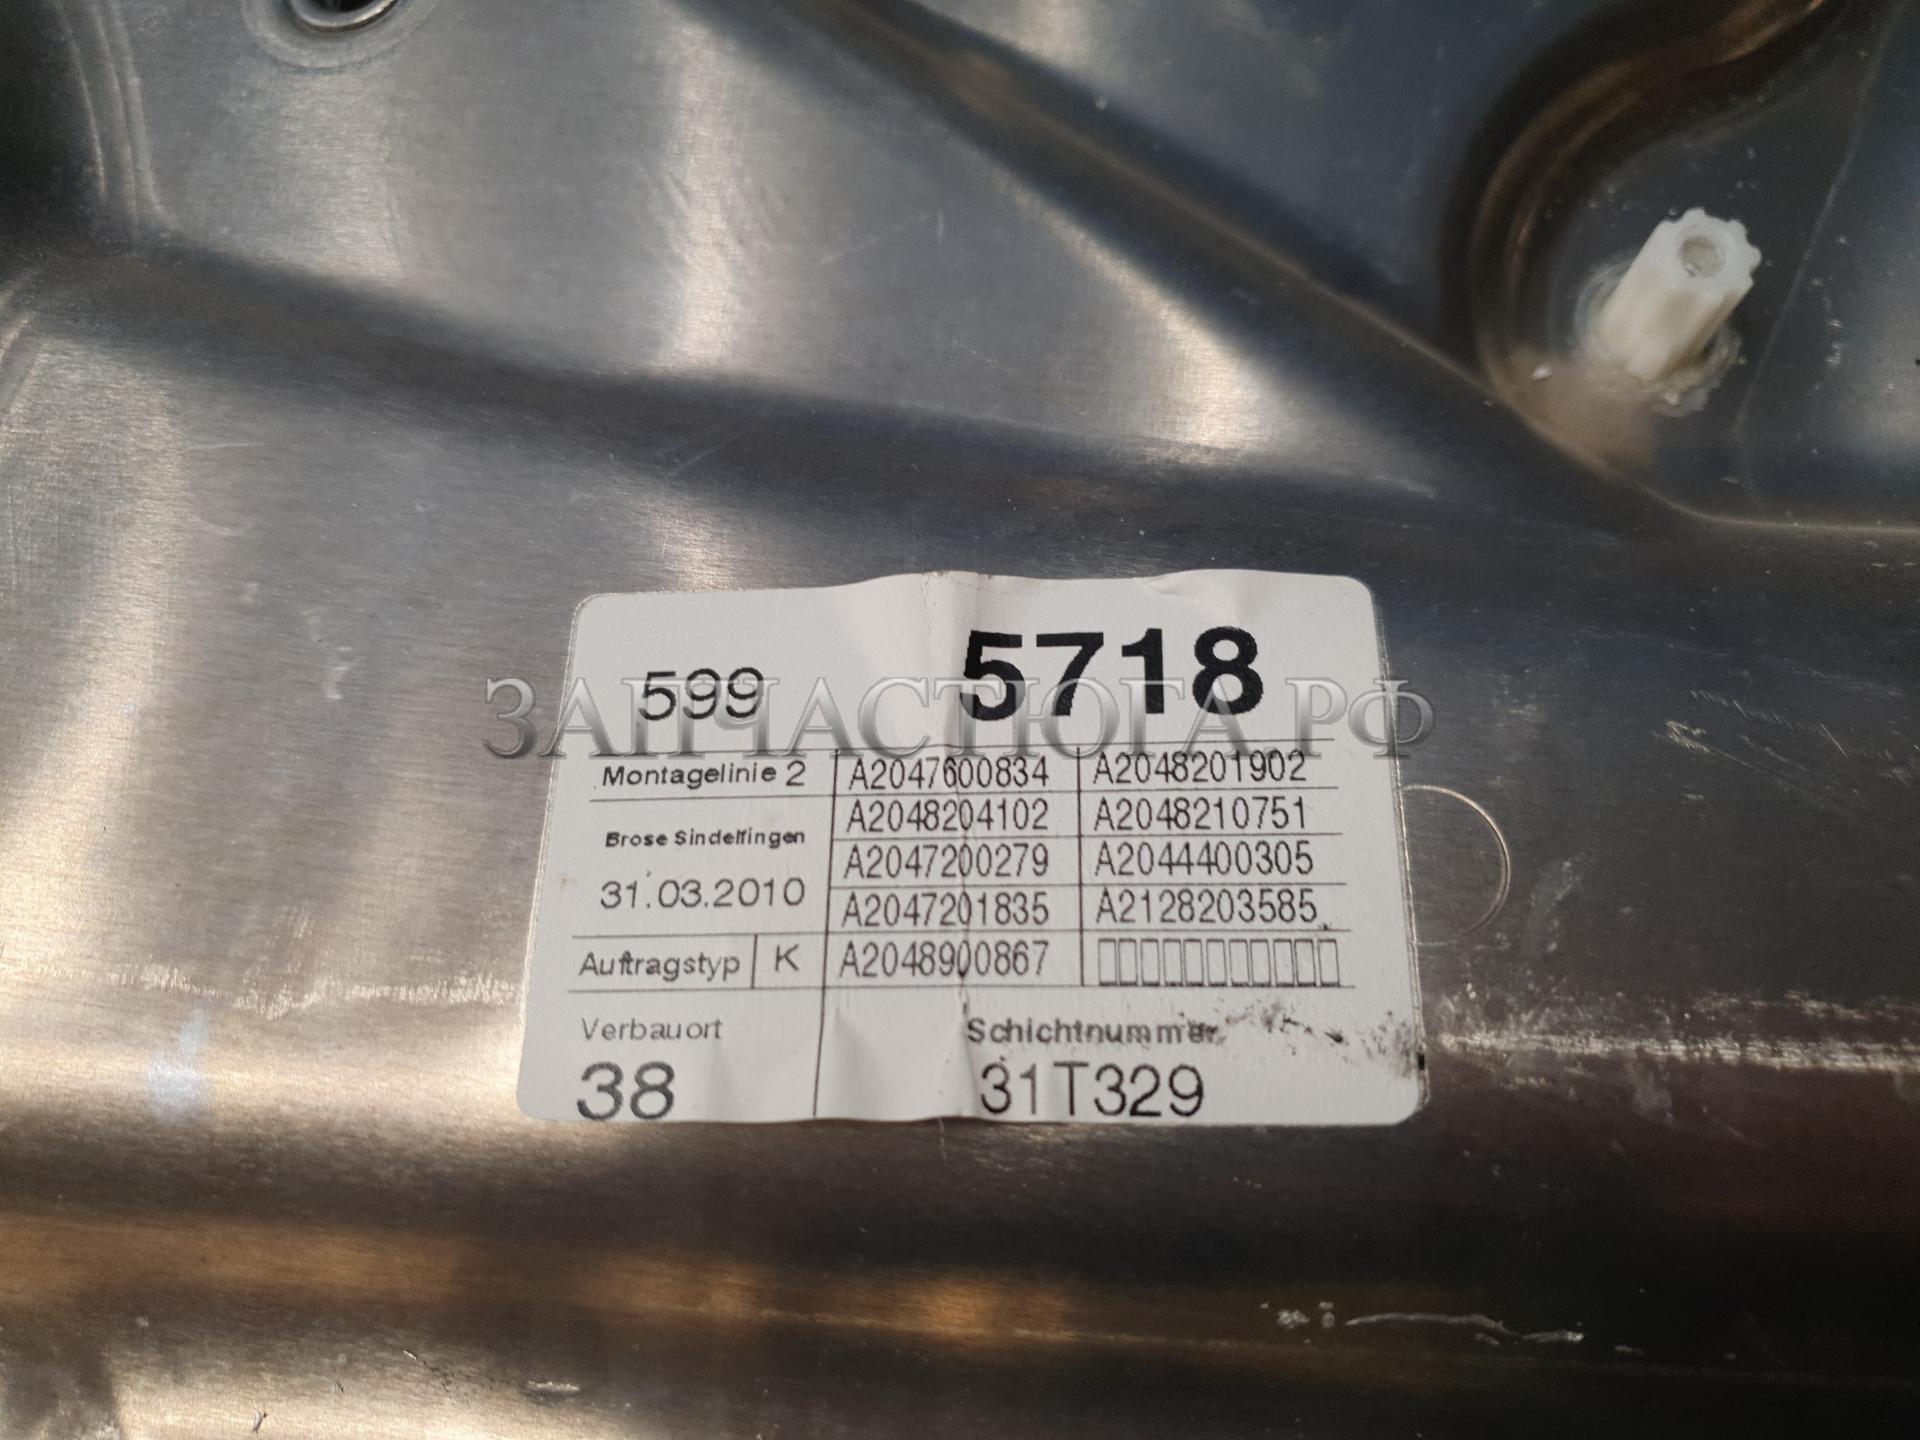 599 5718
ЗАПЧАСТЮГА.РФ
Montagelinie 2 A2047600834 A2048201902
A2048204102 A2048210751
Brose Sindelfingen
A2047200279 A2044400305
31.03.2010
A2047201835 A2128203585
Auftragstyp K A2048900867
Verbauort Schichtnummer
38 31T329